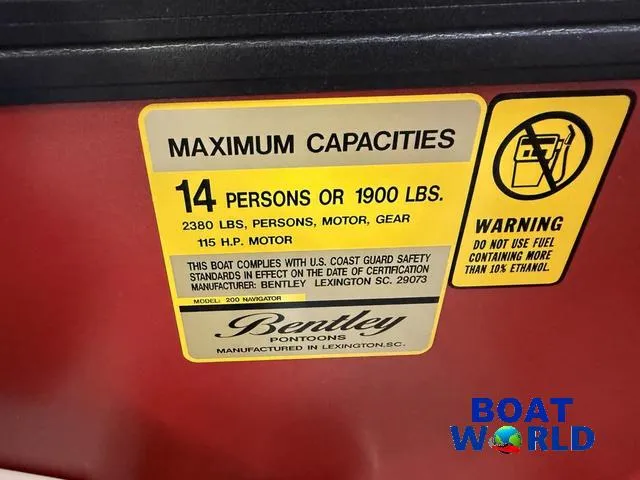 MAXIMUM CAPACITIES
14 PERSONS OR 1900 LBS.
2380 LBS, PERSONS, MOTOR, GEAR
115 H.P. MOTOR
THIS BOAT COMPLIES WITH U.S. COAST GUARD SAFETY
STANDARDS IN EFFECT ON THE DATE OF CERTIFICATION
MANUFACTURER: BENTLEY LEXINGTON SC. 29073
MODEL: 200 NAVIGATOR
Bentley
PONTOONS
MANUFACTURED IN LEXINGTON,SC.
WARNING
DO NOT USE FUEL
CONTAINING MORE
THAN 10% ETHANOL.
BOAT
WORLD